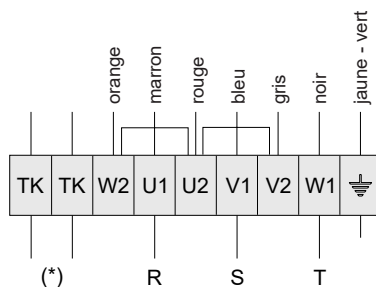 orange
marron
rouge
bleu
gris
noir
jaune - vert
TK TK W2 U1 U2 V1 V2 W1
(*) R S T